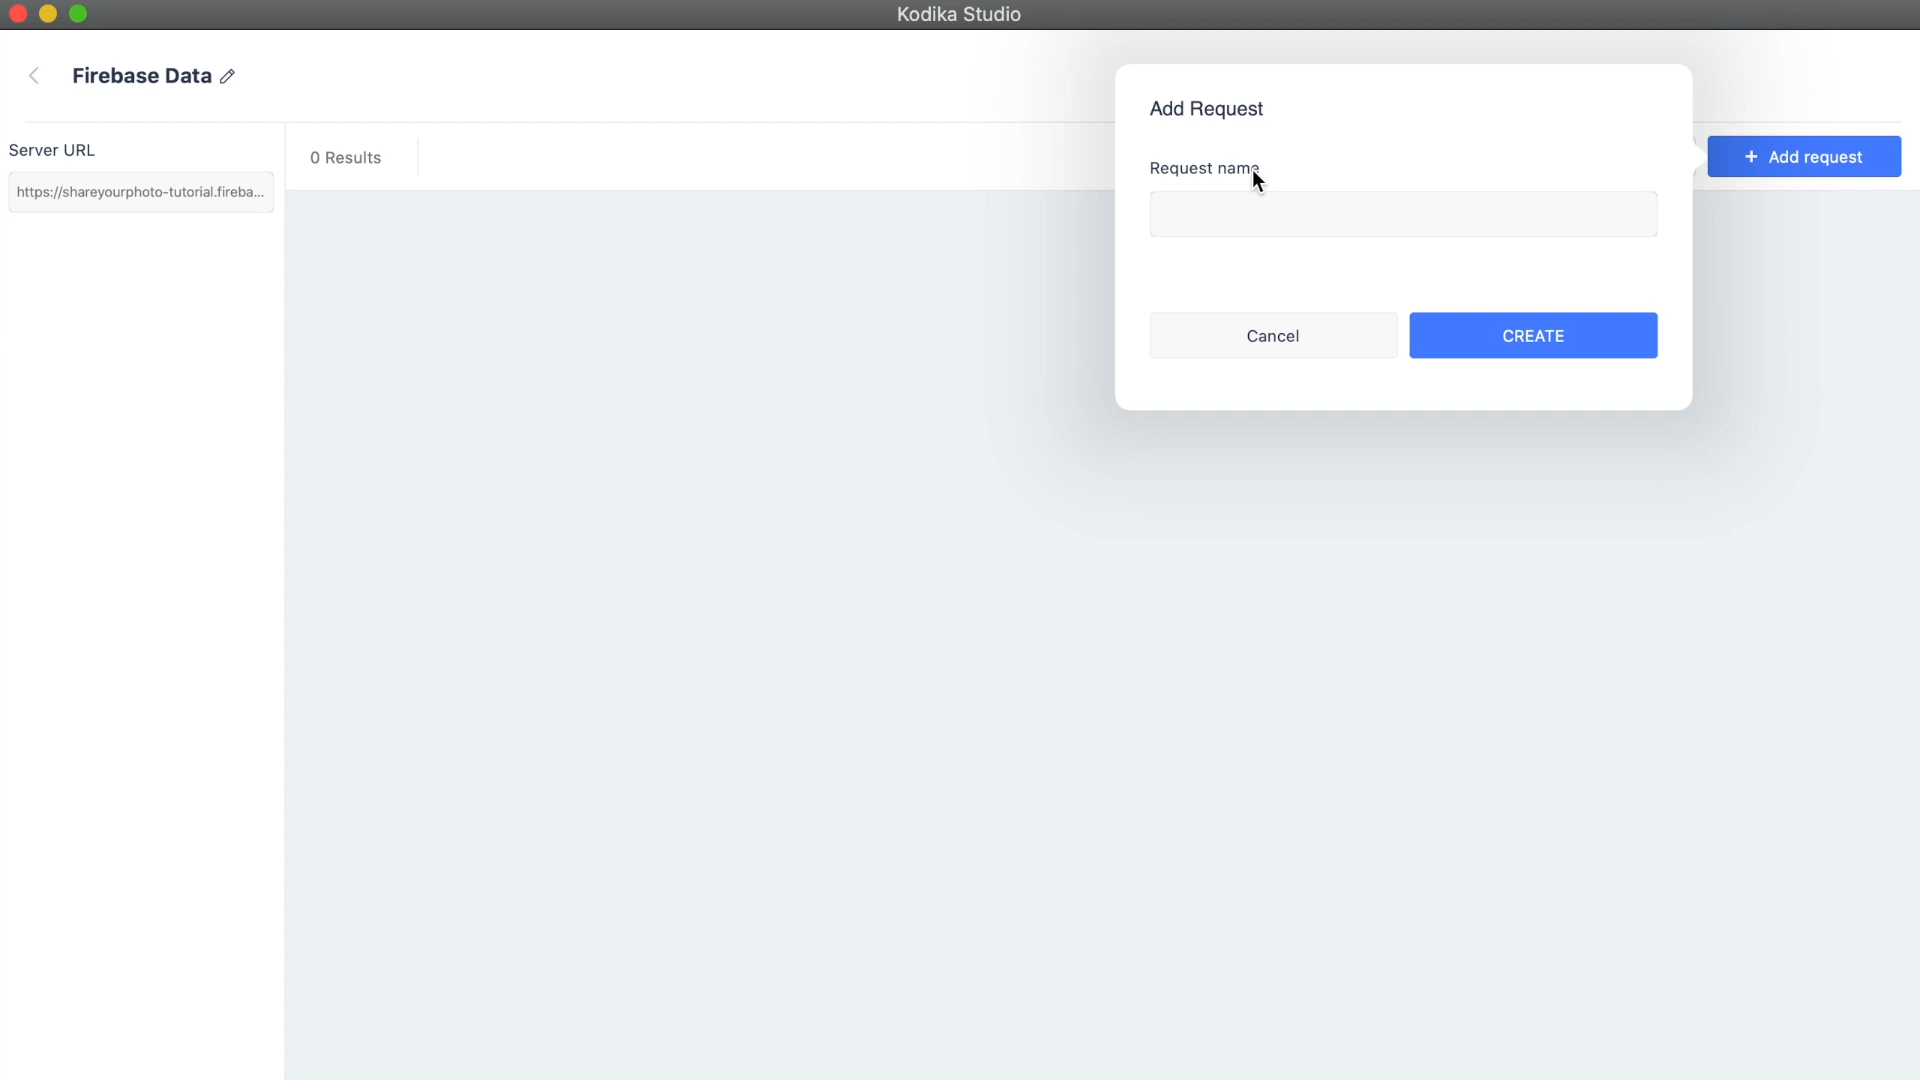 Kodika Studio
Firebase Data
Server URL
https://shareyourphoto-tutorial.fireba...
0 Results
+ Add request
Add Request
Request name
Cancel
CREATE